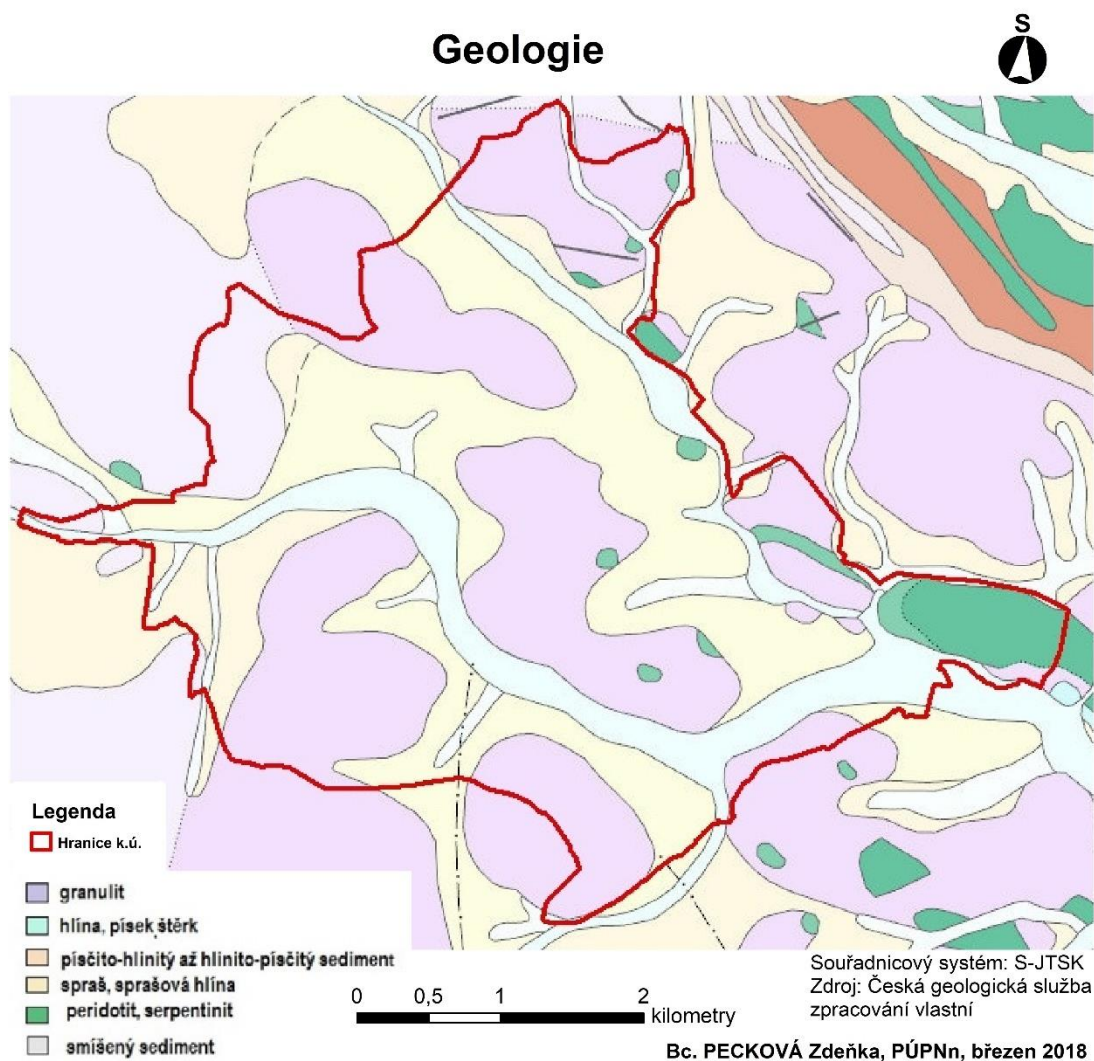 Geologie
S
Legenda
Hranice k.ú.
granulit
hlína, písek štěrk
písčito-hlinitý až hlinito-písčitý sediment
spraš, sprašová hlína
peridotit, serpentinit
smíšený sediment
0 0,5 1 2
kilometry
Souřadnicový systém: S-JTSK
Zdroj: Česká geologická služba
zpracování vlastní
Bc. PECKOVÁ Zdeňka, PÚPNn, březen 2018